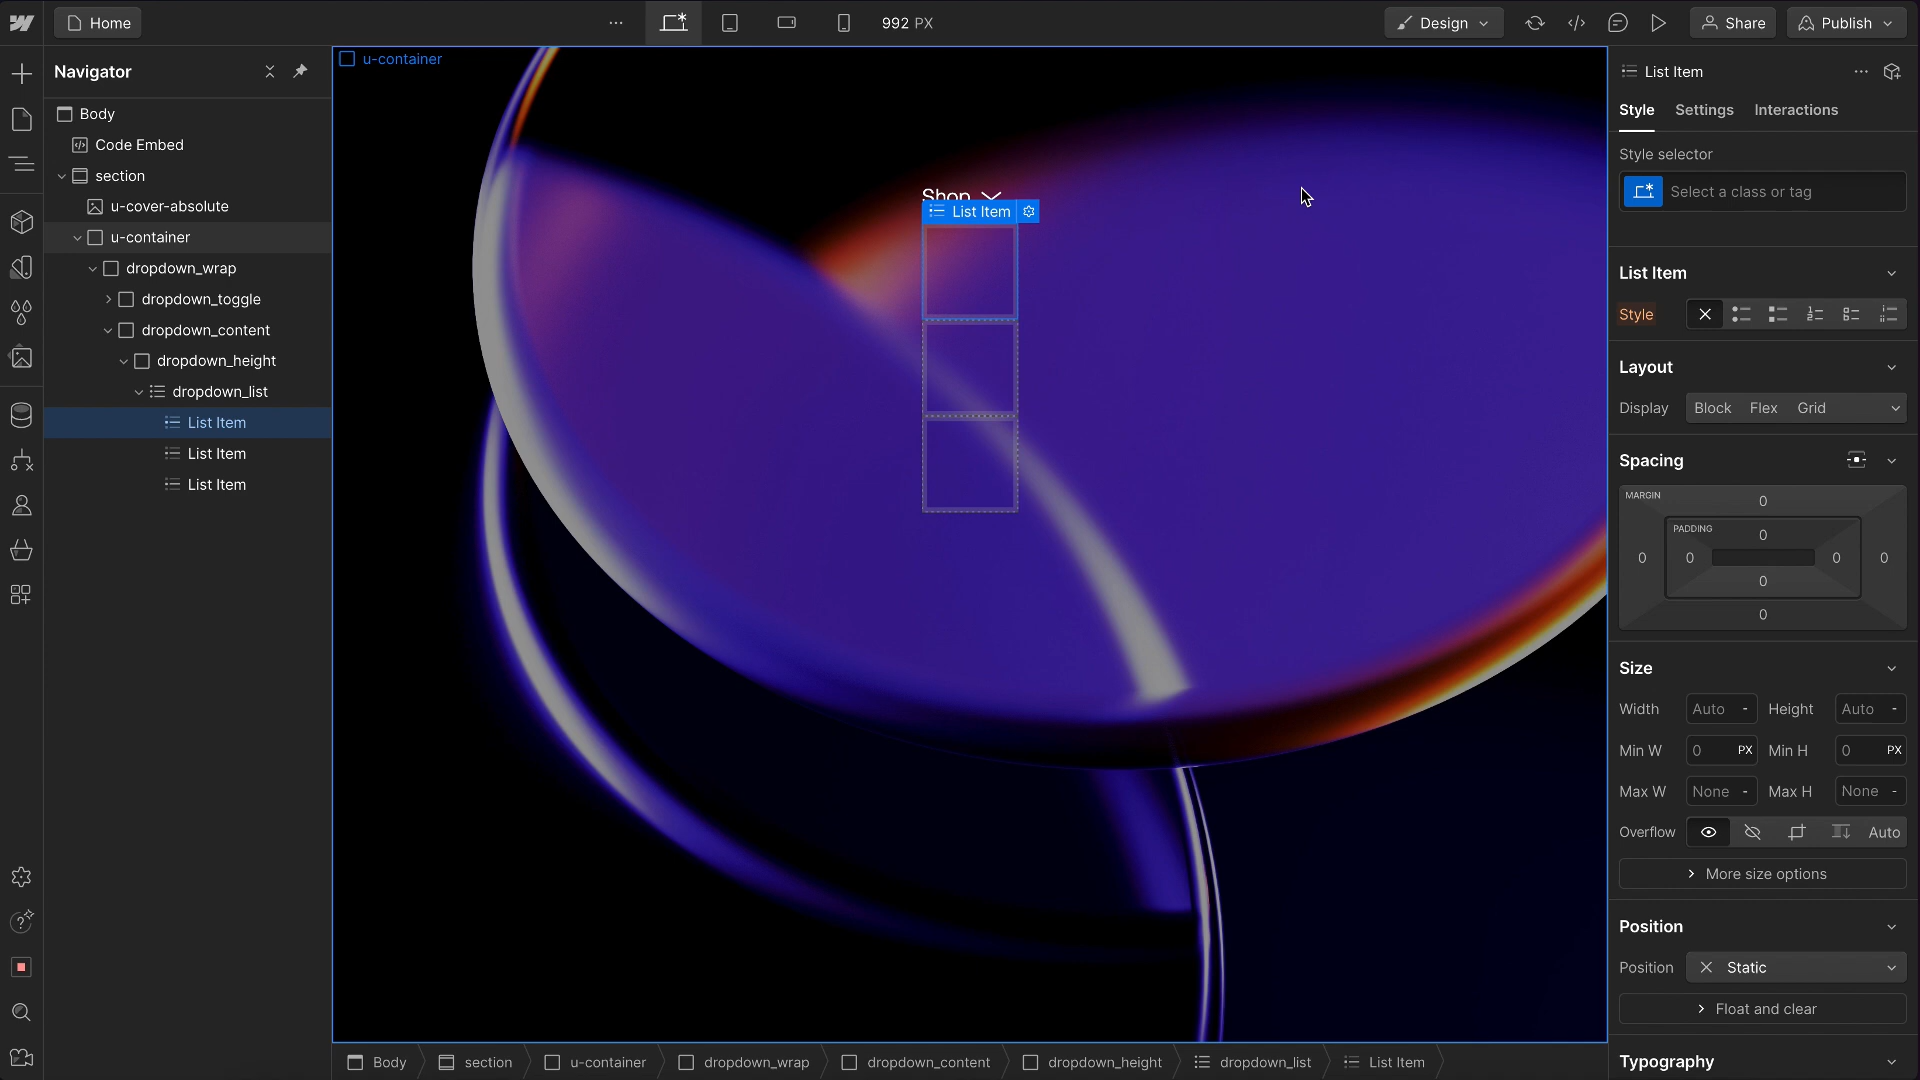 Home
992 PX
Design
Share
Publish
Navigator
Body
Code Embed
section
u-cover-absolute
u-container
dropdown_wrap
dropdown_toggle
dropdown_content
dropdown_height
dropdown_list
List Item
List Item
List Item
u-container
Shop
List Item
List Item
Style Settings Interactions
Style selector
Select a class or tag
List Item
Style
Layout
Display Block Flex Grid
Spacing
MARGIN
0
PADDING
0
0 0 0 0
0
0
Size
Width Auto - Height Auto -
Min W 0 PX Min H 0 PX
Max W None - Max H None -
Overflow Auto
More size options
Position
Position Static
Float and clear
Typography
Body section u-container dropdown_wrap dropdown_content dropdown_height dropdown_list List Item